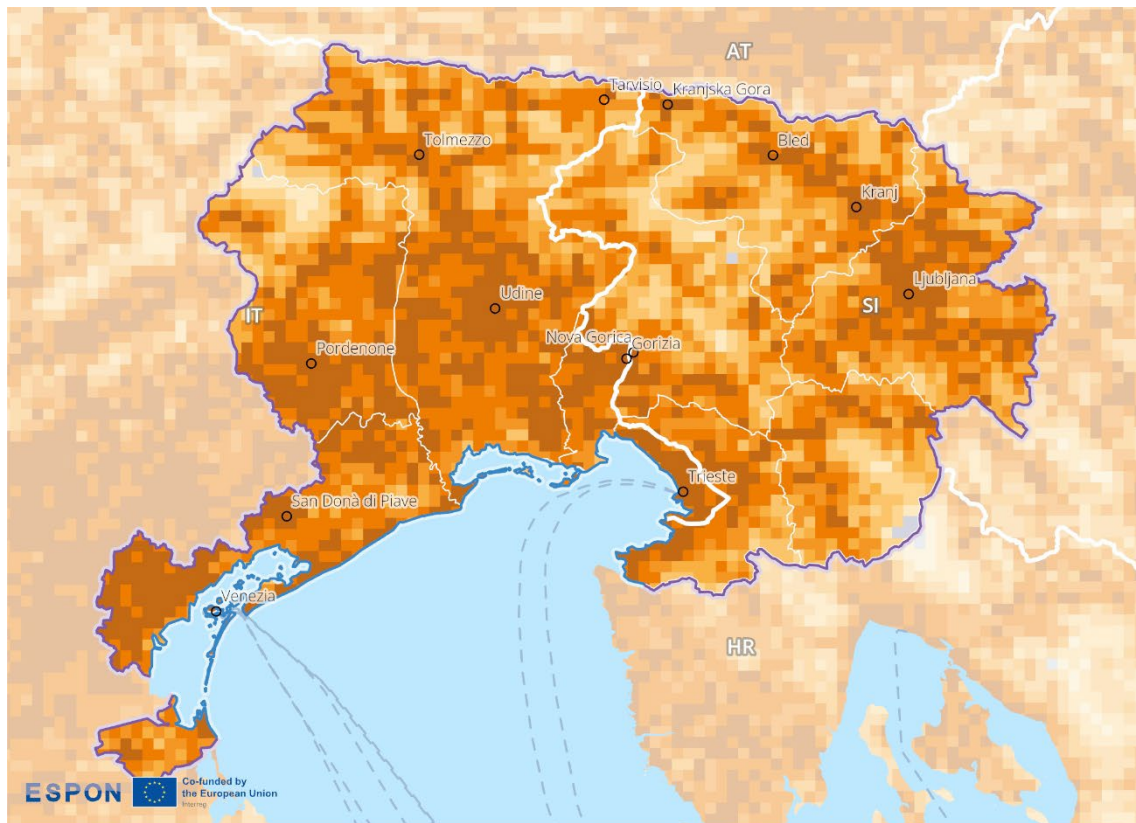 AT
Tarvisio
Kranjska Gora
Tolmezzo
Bled
Kranj
Ljubljana
Udine
SI
IT
Nova Gorica
Gorizia
Pordenone
Trieste
San Donà di Piave
Venezia
HR
ESPON
Co-funded by
the European Union
Interreg